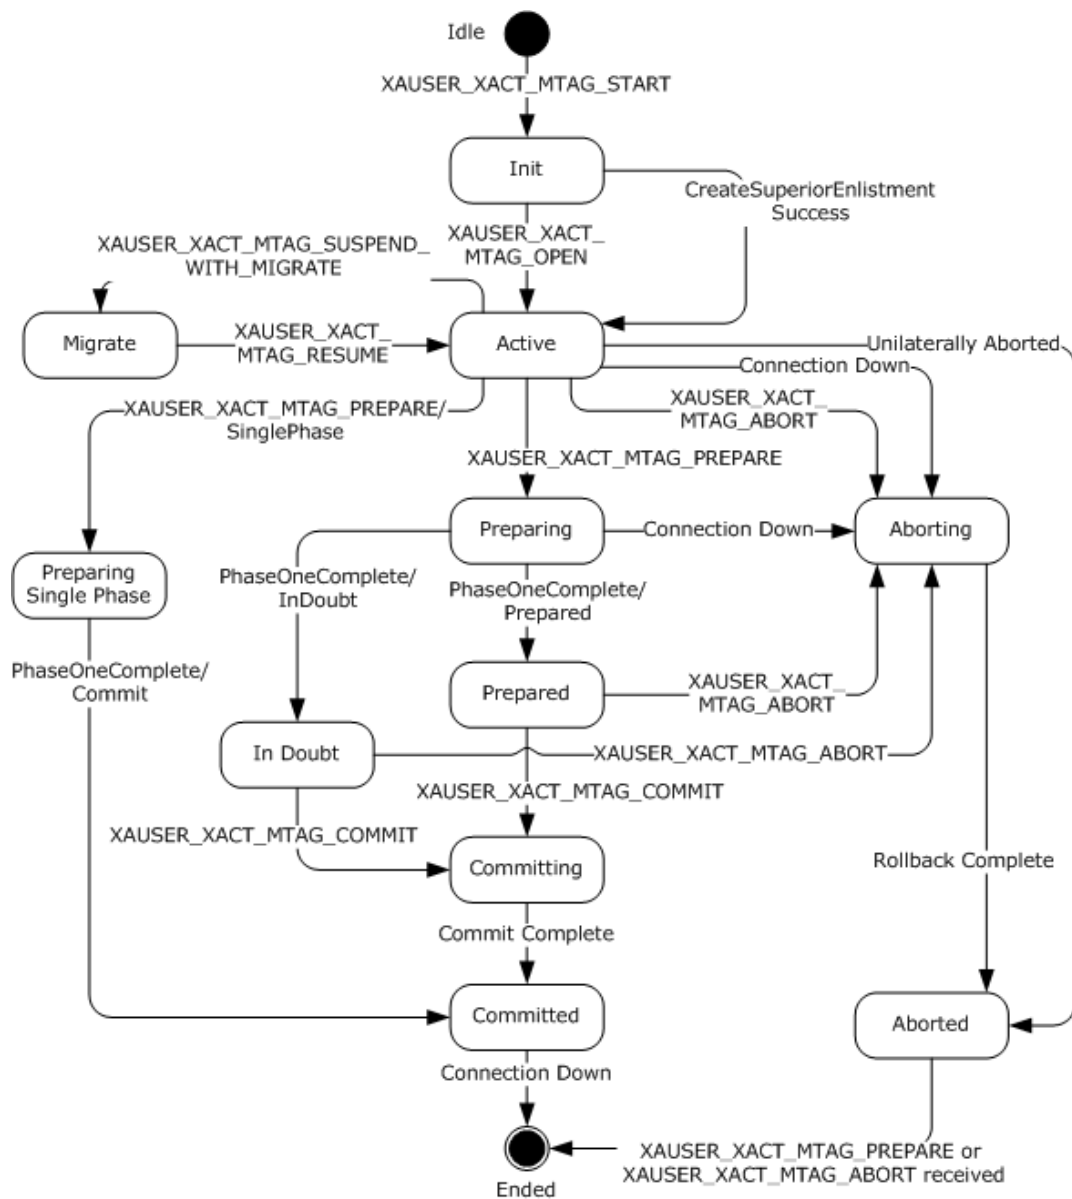 Idle
XAUSER_XACT_MTAG_START
Init
CreateSuperiorEnlistment
Success
XAUSER_XACT_
MTAG_OPEN
XAUSER_XACT_MTAG_SUSPEND_
WITH_MIGRATE
Migrate
XAUSER_XACT_
MTAG_RESUME
Active
Unilaterally Aborted
Connection Down
XAUSER_XACT_
MTAG_ABORT
XAUSER_XACT_MTAG_PREPARE/
SinglePhase
XAUSER_XACT_MTAG_PREPARE
Preparing
Connection Down
Aborting
Preparing
Single Phase
PhaseOneComplete/
InDoubt
PhaseOneComplete/
Prepared
PhaseOneComplete/
Commit
Prepared
XAUSER_XACT_
MTAG_ABORT
In Doubt
XAUSER_XACT_MTAG_ABORT
XAUSER_XACT_MTAG_COMMIT
XAUSER_XACT_MTAG_COMMIT
Committing
Rollback Complete
Commit Complete
Committed
Aborted
Connection Down
XAUSER_XACT_MTAG_PREPARE or
XAUSER_XACT_MTAG_ABORT received
Ended